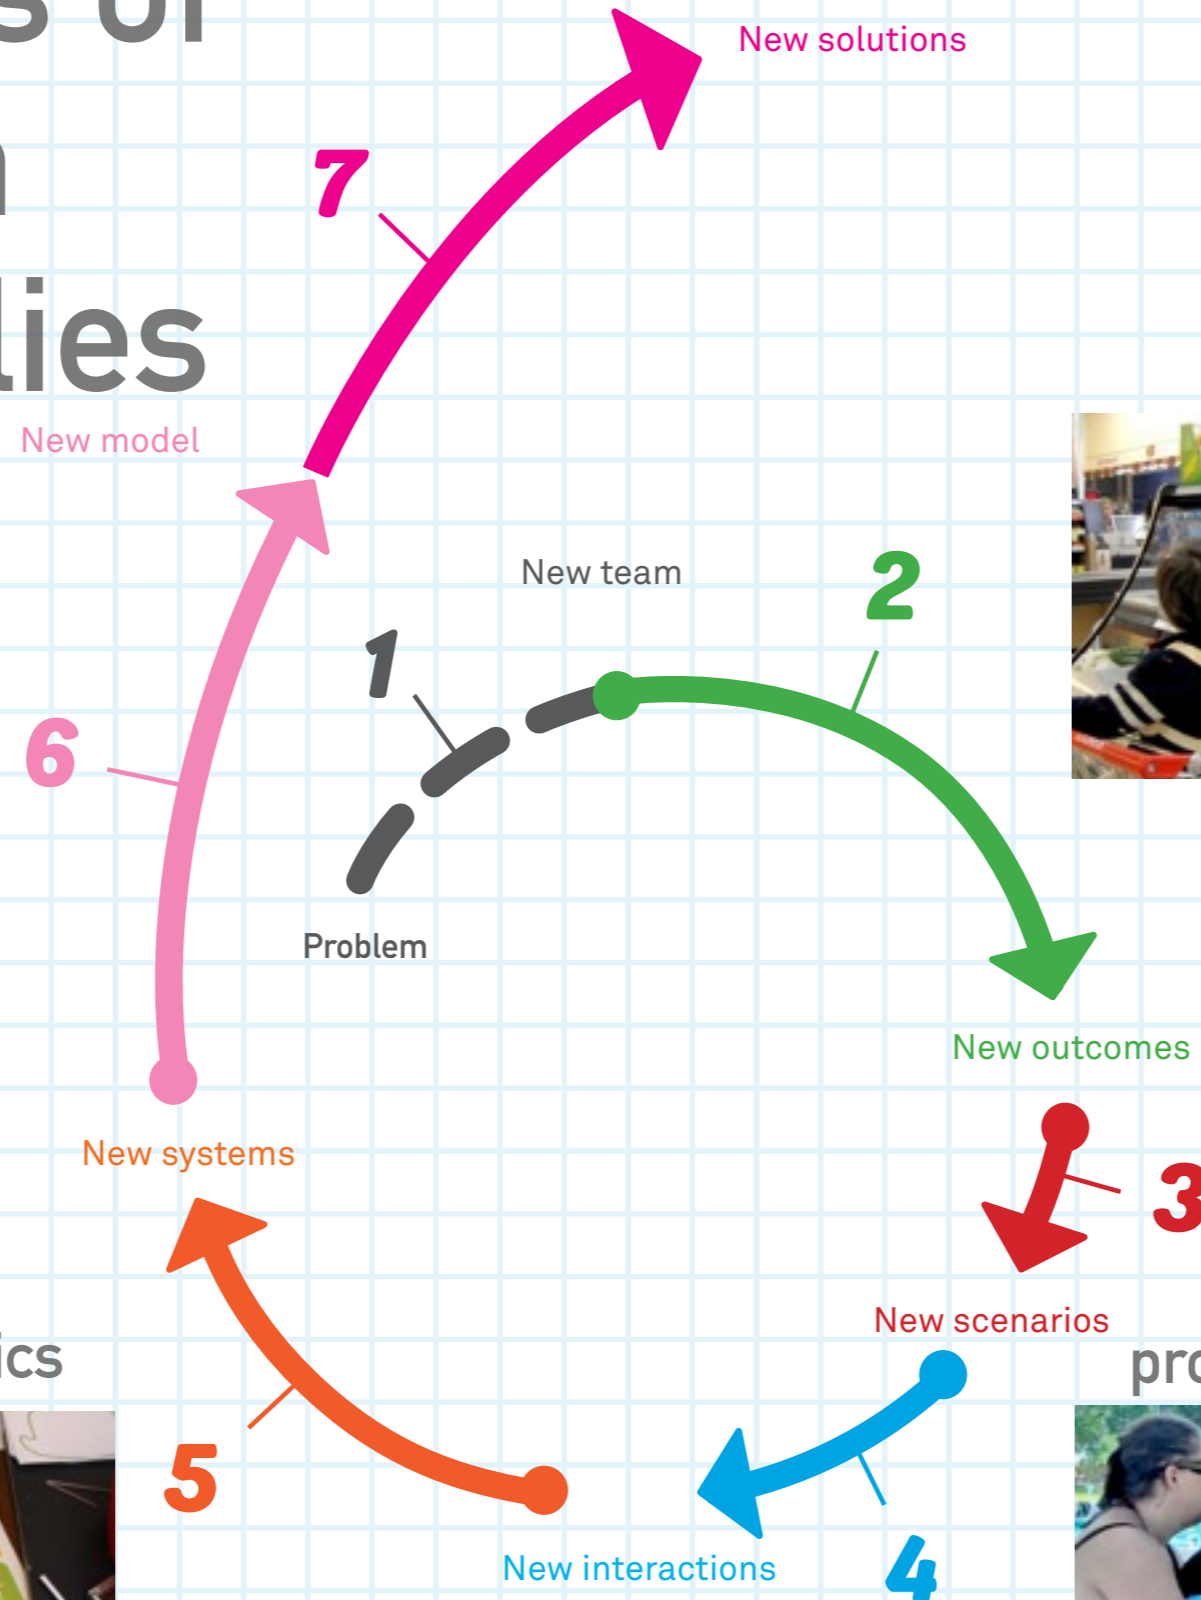 New solutions
7
lies
New model
New team
2
1
6
Problem
New outcomes
New systems
3
New scenarios
ics
pro
5
New interactions
4